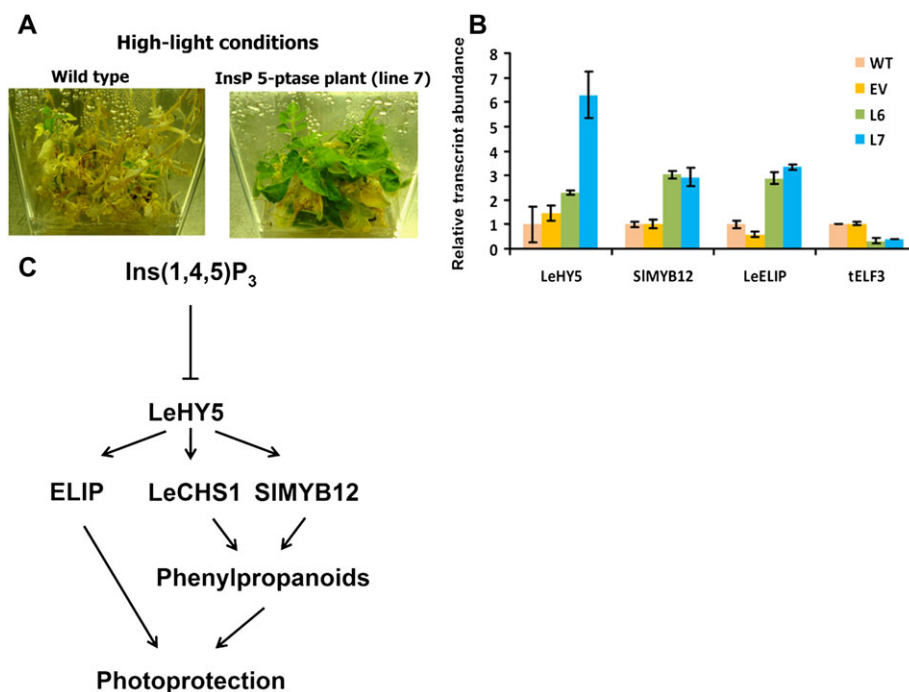 A
High-light conditions
Wild type
InsP 5-ptase plant (line 7)
B
Relative transcript abundance
8
7
6
5
4
3
2
1
0
WT
EV
L6
L7
LeHY5
SlMYB12
LeELIP
tELF3
C
Ins(1,4,5)P3
LeHY5
ELIP LeCHS1 SlMYB12
Phenylpropanoids
Photoprotection